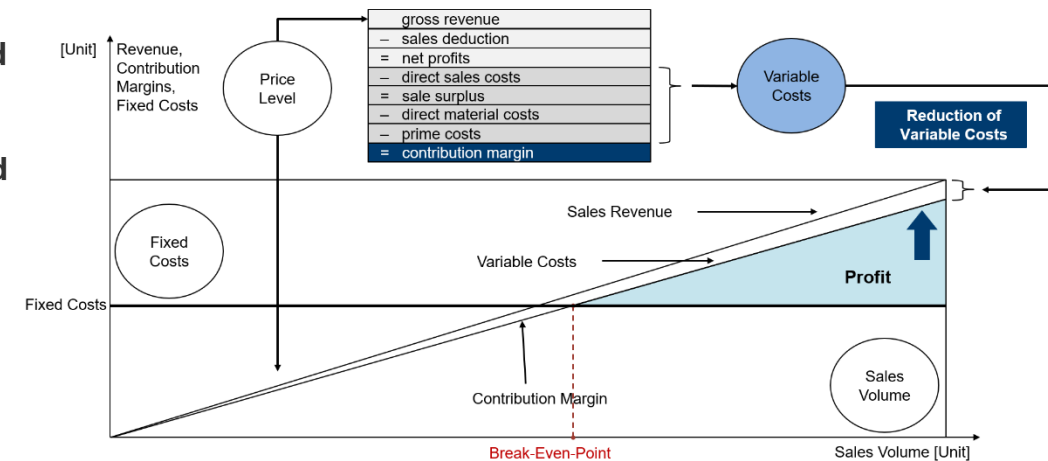 d
d
[Unit]
Revenue,
Contribution
Margins,
Fixed Costs
Price
Level
gross revenue
– sales deduction
= net profits
– direct sales costs
= sale surplus
– direct material costs
– prime costs
= contribution margin
Variable
Costs
Reduction of
Variable Costs
Sales Revenue
Fixed
Costs
Variable Costs
Profit
Fixed Costs
Sales
Volume
Contribution Margin
Break-Even-Point
Sales Volume [Unit]